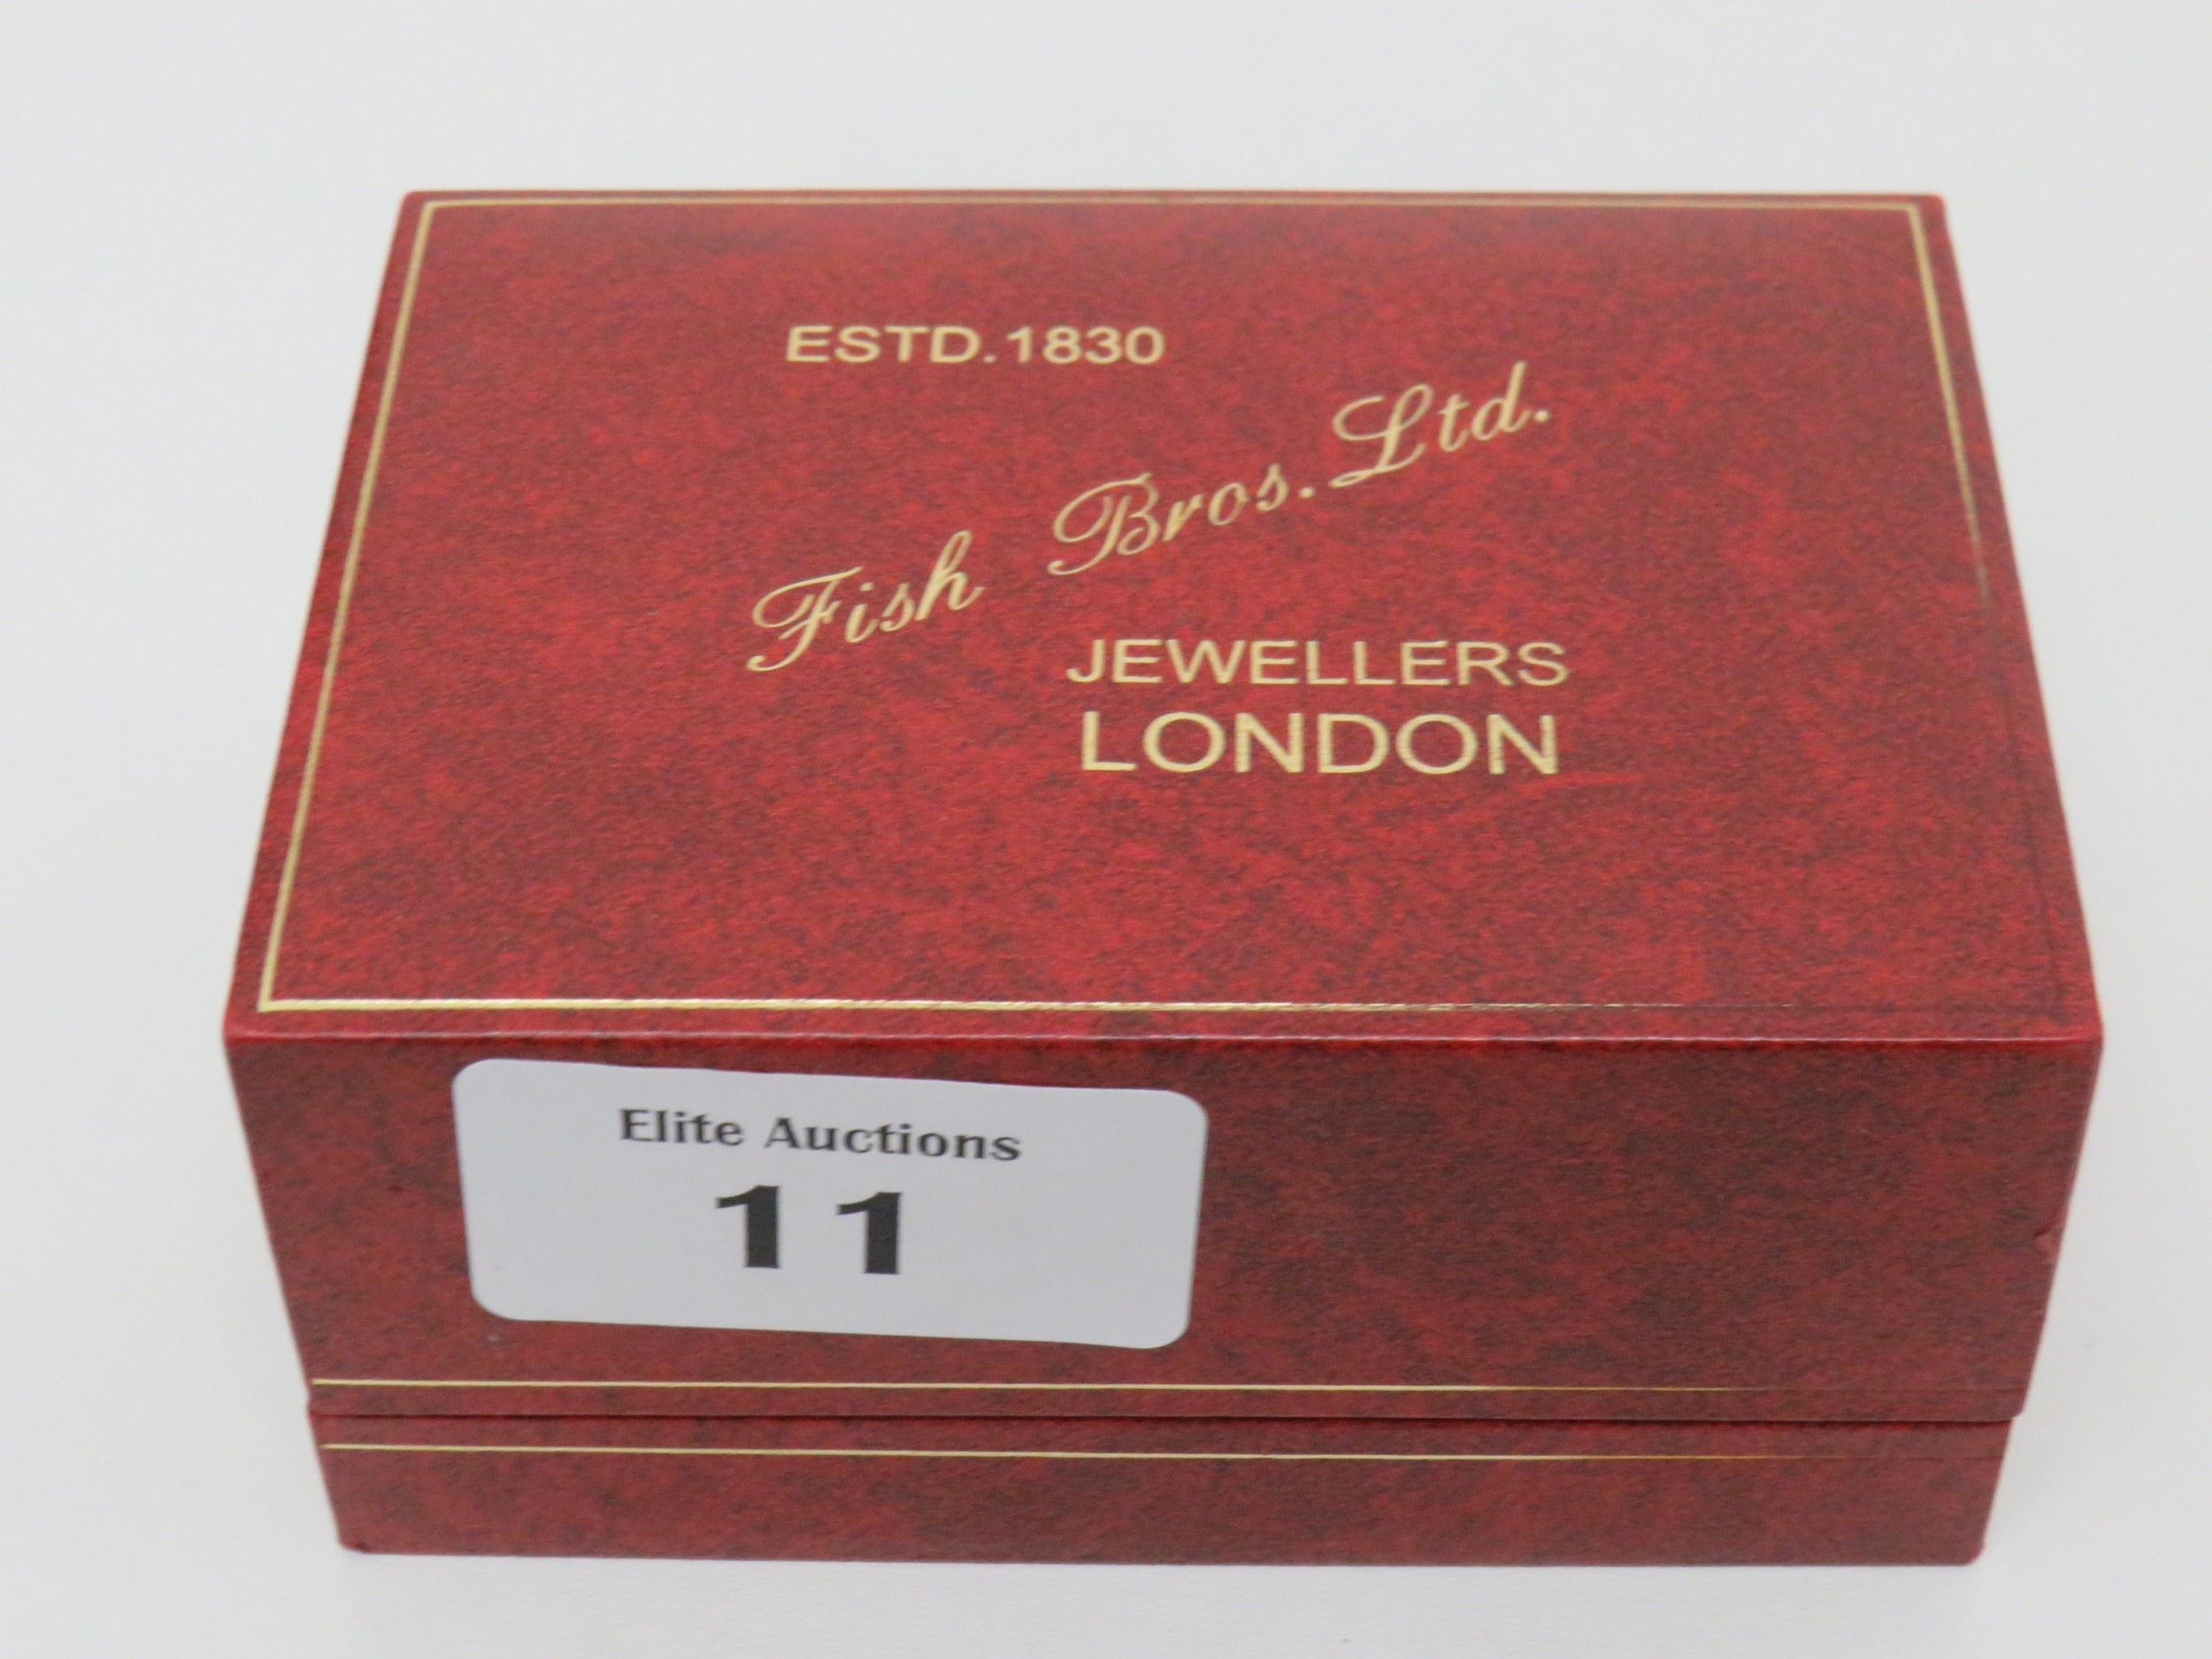 ESTD.1830
Fish Bros. Ltd.
JEWELLERS
LONDON
Elite Auctions
11